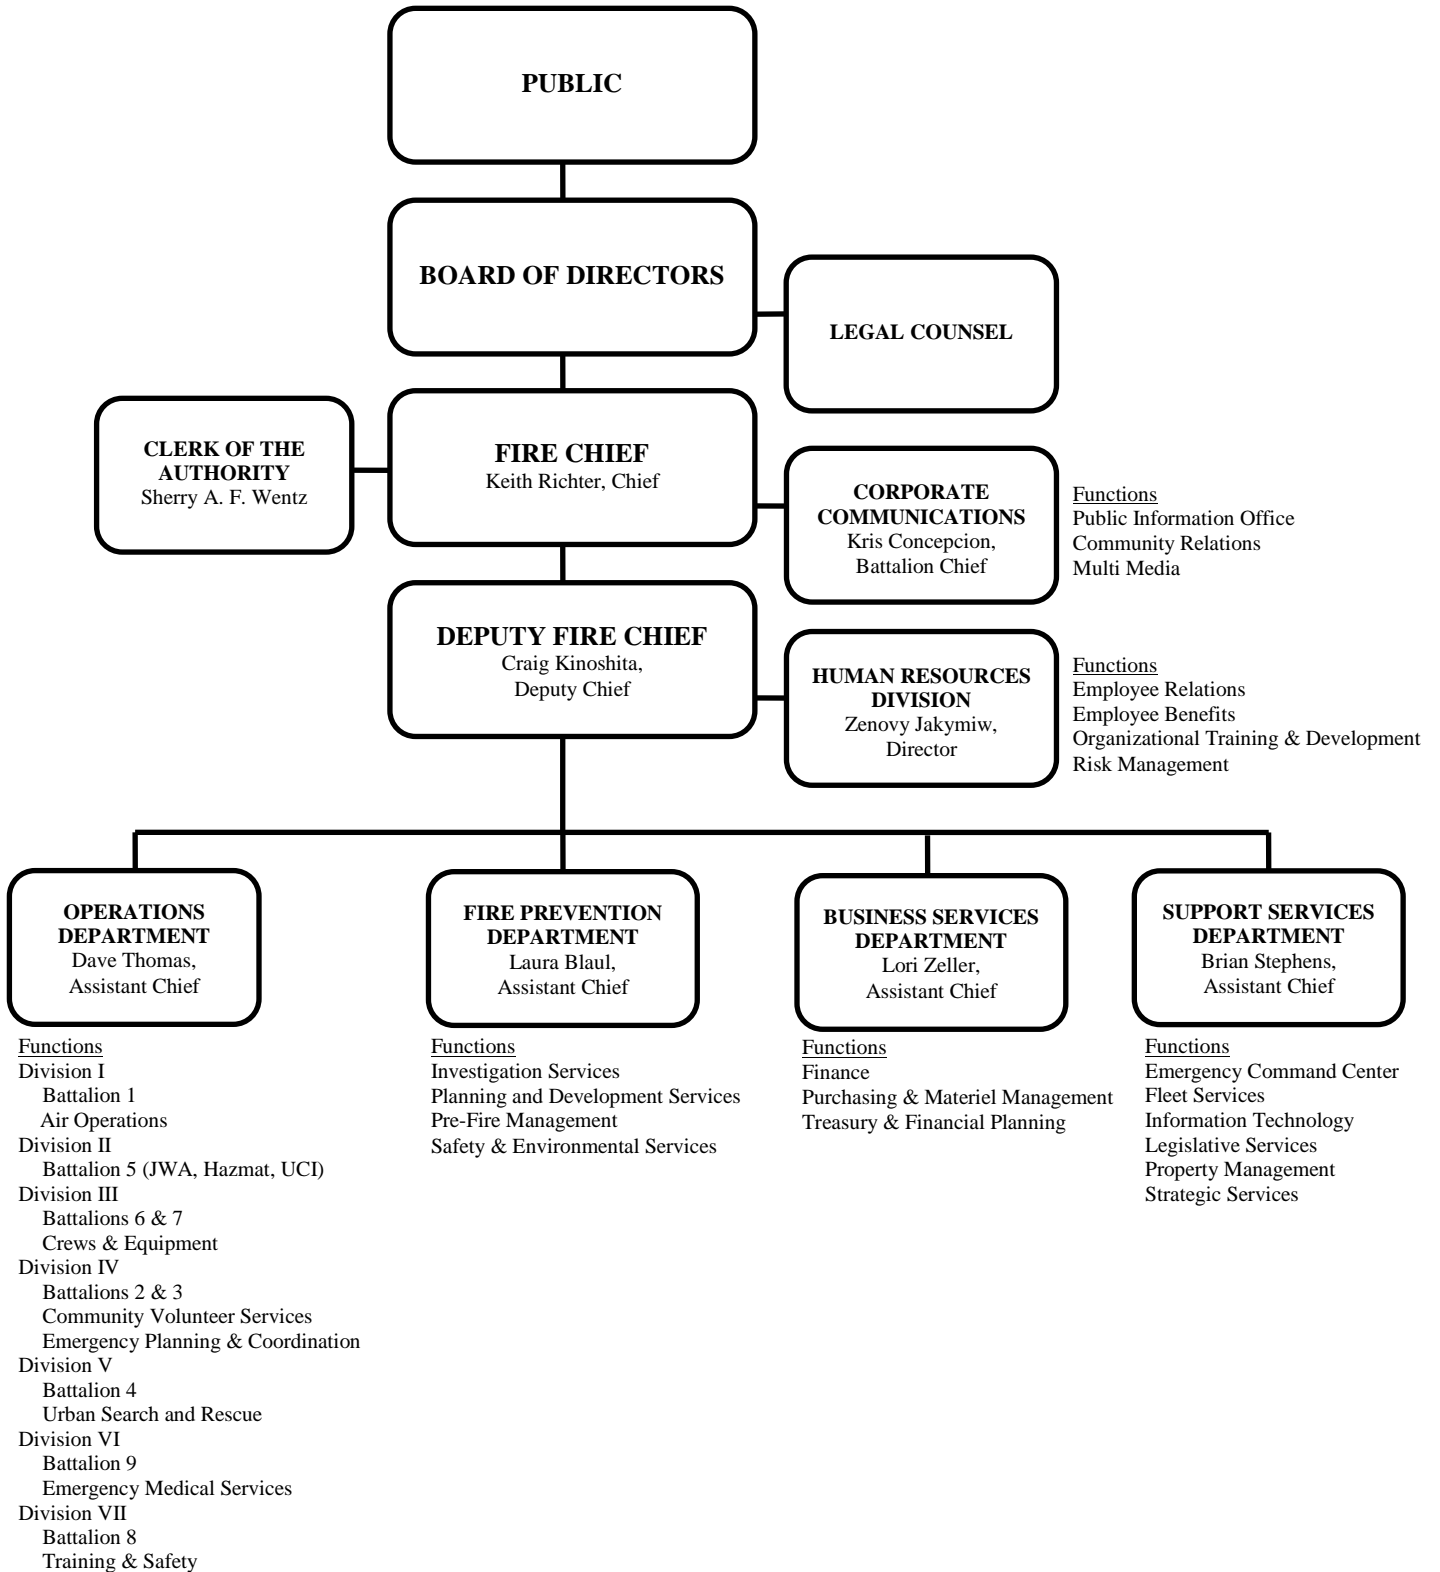 PUBLIC
BOARD OF DIRECTORS
LEGAL COUNSEL
CLERK OF THE
AUTHORITY
Sherry A. F. Wentz
FIRE CHIEF
Keith Richter, Chief
CORPORATE
COMMUNICATIONS
Kris Concepcion,
Battalion Chief
Functions
Public Information Office
Community Relations
Multi Media
DEPUTY FIRE CHIEF
Craig Kinoshita,
Deputy Chief
HUMAN RESOURCES
DIVISION
Zenovy Jakymiw,
Director
Functions
Employee Relations
Employee Benefits
Organizational Training & Development
Risk Management
OPERATIONS
DEPARTMENT
Dave Thomas,
Assistant Chief
Functions
Division I
Battalion 1
Air Operations
Division II
Battalion 5 (JWA, Hazmat, UCI)
Division III
Battalions 6 & 7
Crews & Equipment
Division IV
Battalions 2 & 3
Community Volunteer Services
Emergency Planning & Coordination
Division V
Battalion 4
Urban Search and Rescue
Division VI
Battalion 9
Emergency Medical Services
Division VII
Battalion 8
Training & Safety
FIRE PREVENTION
DEPARTMENT
Laura Blaul,
Assistant Chief
Functions
Investigation Services
Planning and Development Services
Pre-Fire Management
Safety & Environmental Services
BUSINESS SERVICES
DEPARTMENT
Lori Zeller,
Assistant Chief
Functions
Finance
Purchasing & Materiel Management
Treasury & Financial Planning
SUPPORT SERVICES
DEPARTMENT
Brian Stephens,
Assistant Chief
Functions
Emergency Command Center
Fleet Services
Information Technology
Legislative Services
Property Management
Strategic Services